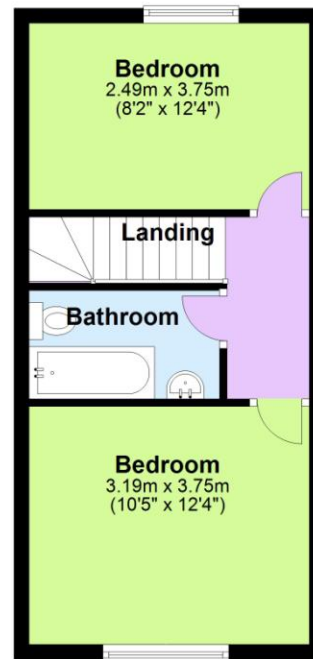 Bedroom
2.49m x 3.75m
(8'2" x 12'4")
Landing
Bathroom
Bedroom
3.19m x 3.75m
(10'5" x 12'4")